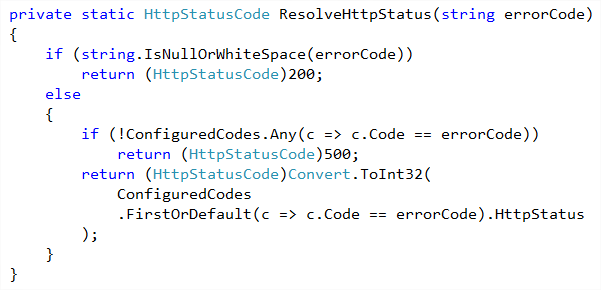 private static HttpStatusCode ResolveHttpStatus(string errorCode)
{
    if (string.IsNullOrWhiteSpace(errorCode))
        return (HttpStatusCode)200;
    else
    {
        if (!ConfiguredCodes.Any(c => c.Code == errorCode))
            return (HttpStatusCode)500;
        return (HttpStatusCode)Convert.ToInt32(
            ConfiguredCodes
            .FirstOrDefault(c => c.Code == errorCode).HttpStatus
        );
    }
}